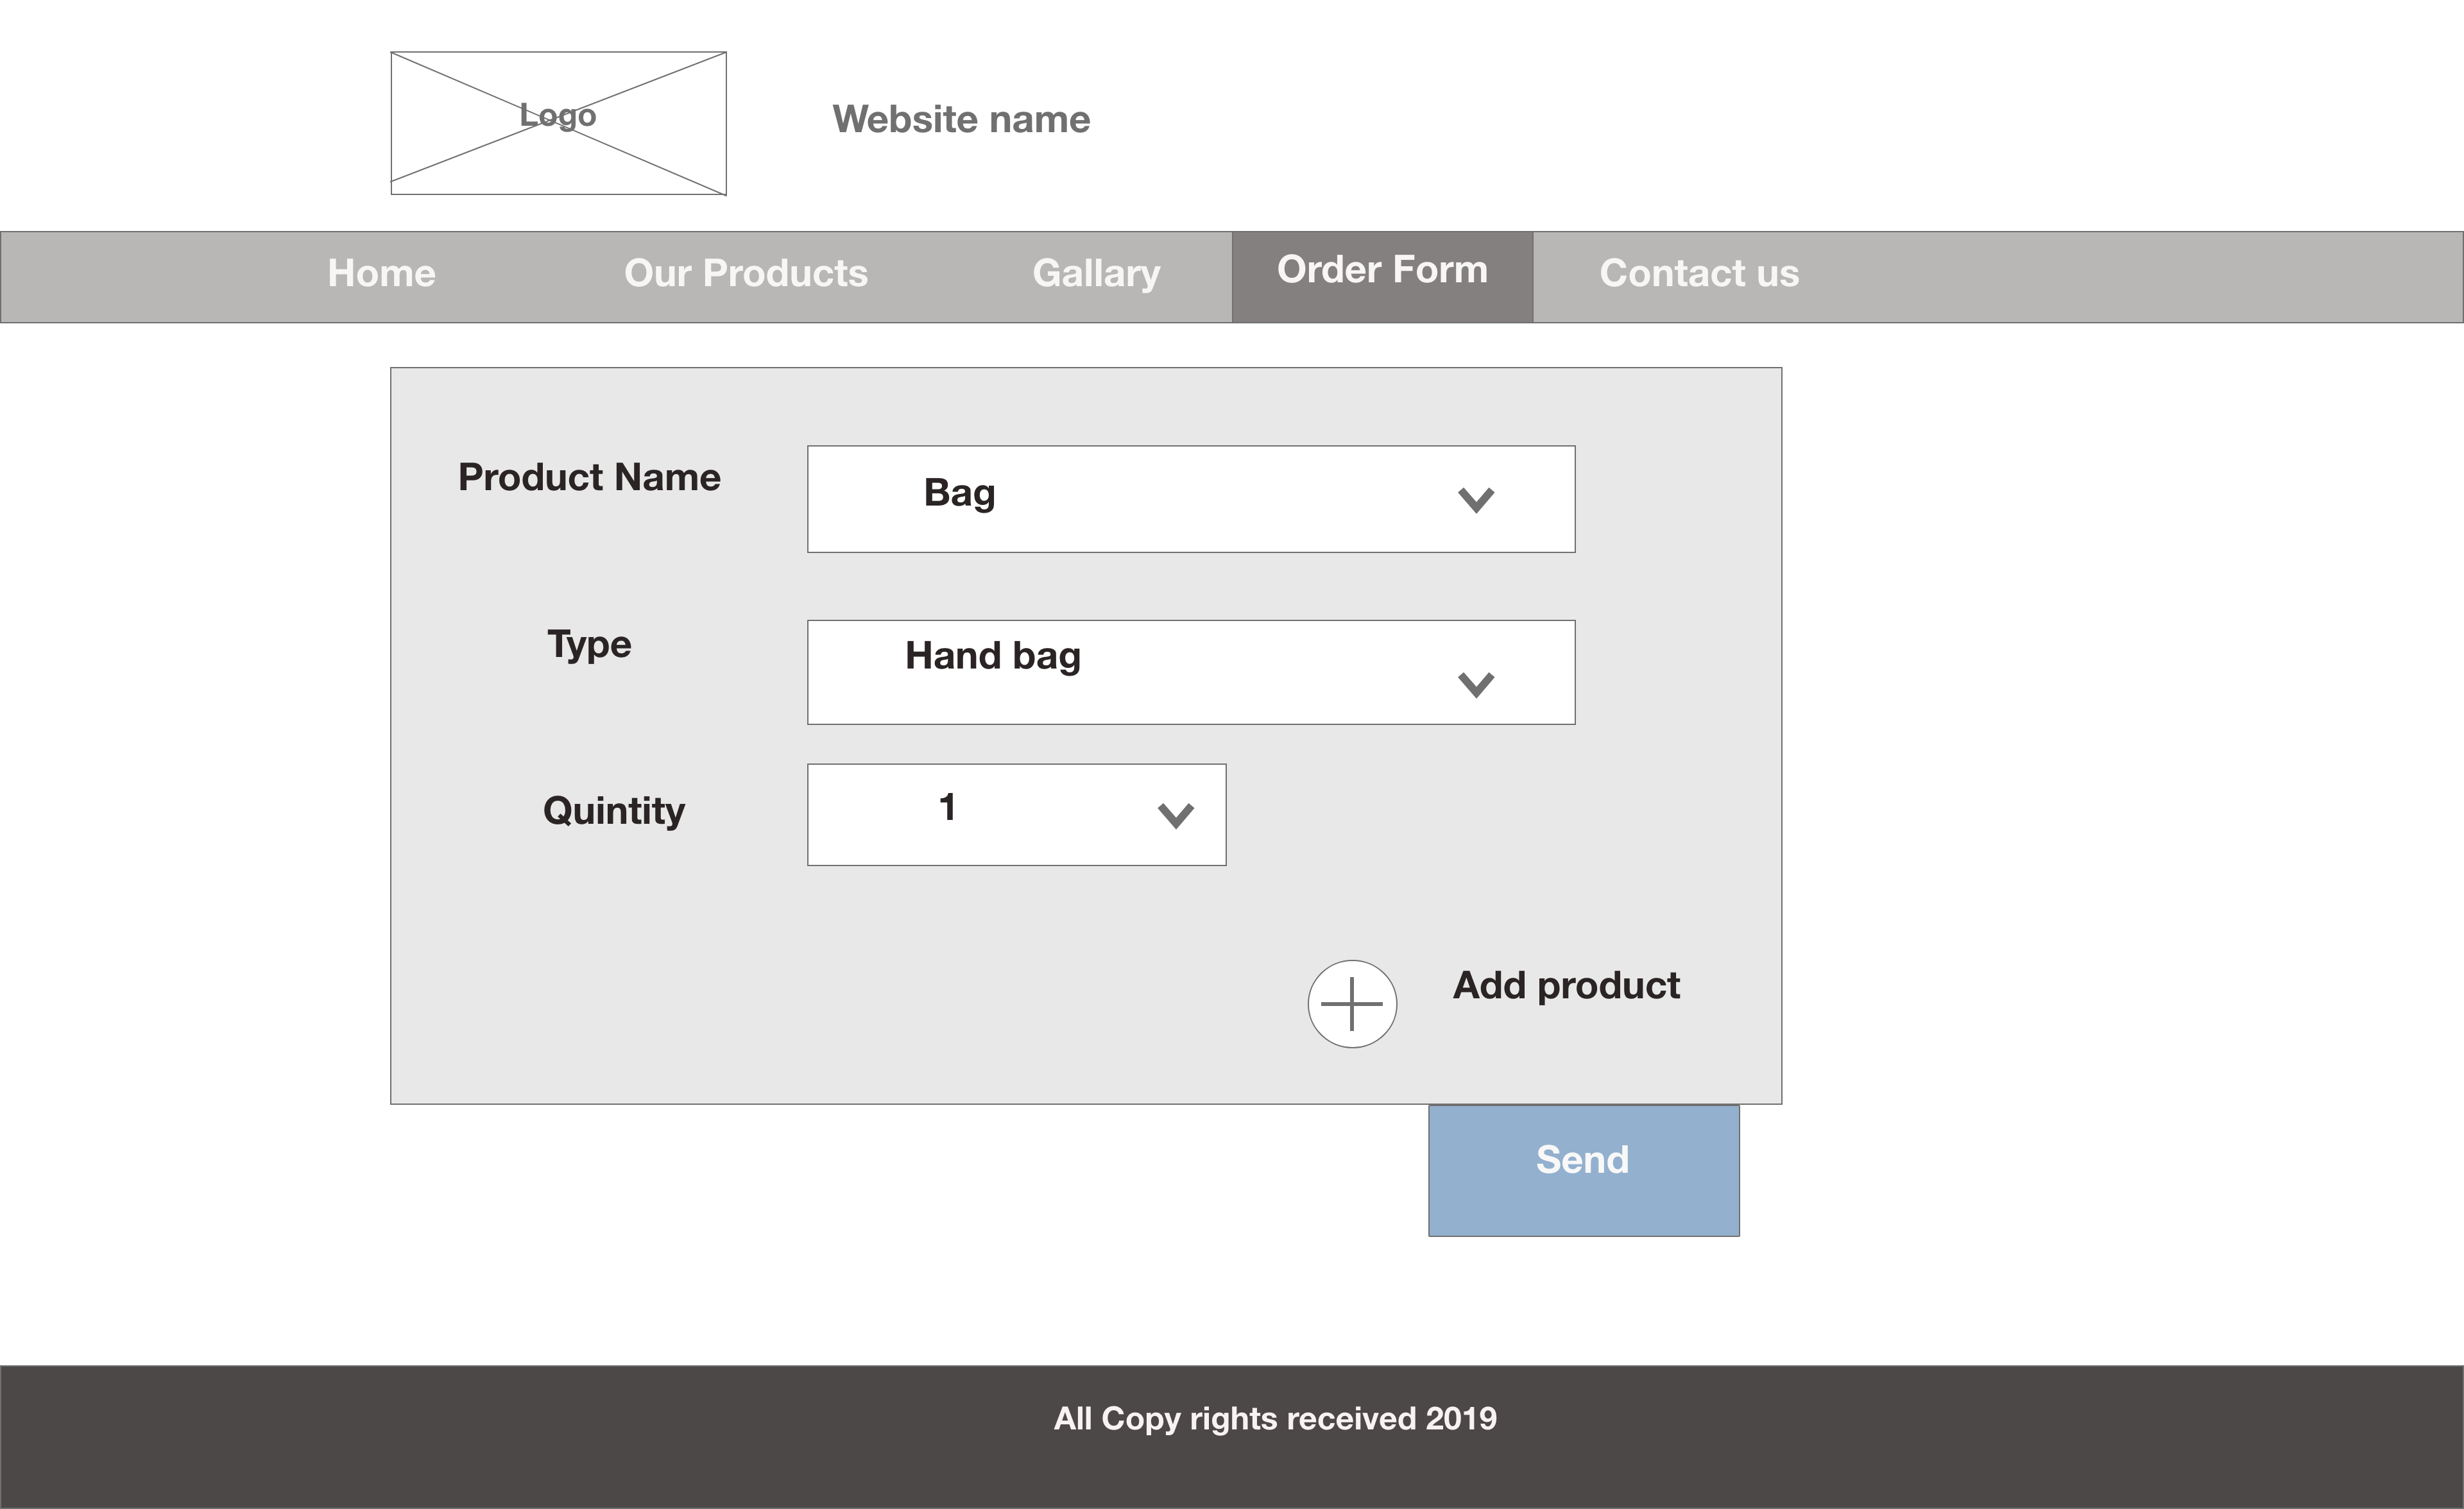 Logo
Website name
Home Our Products Gallary Order Form Contact us
Product Name Bag
Type Hand bag
Quintity 1
Add product
Send
All Copy rights received 2019